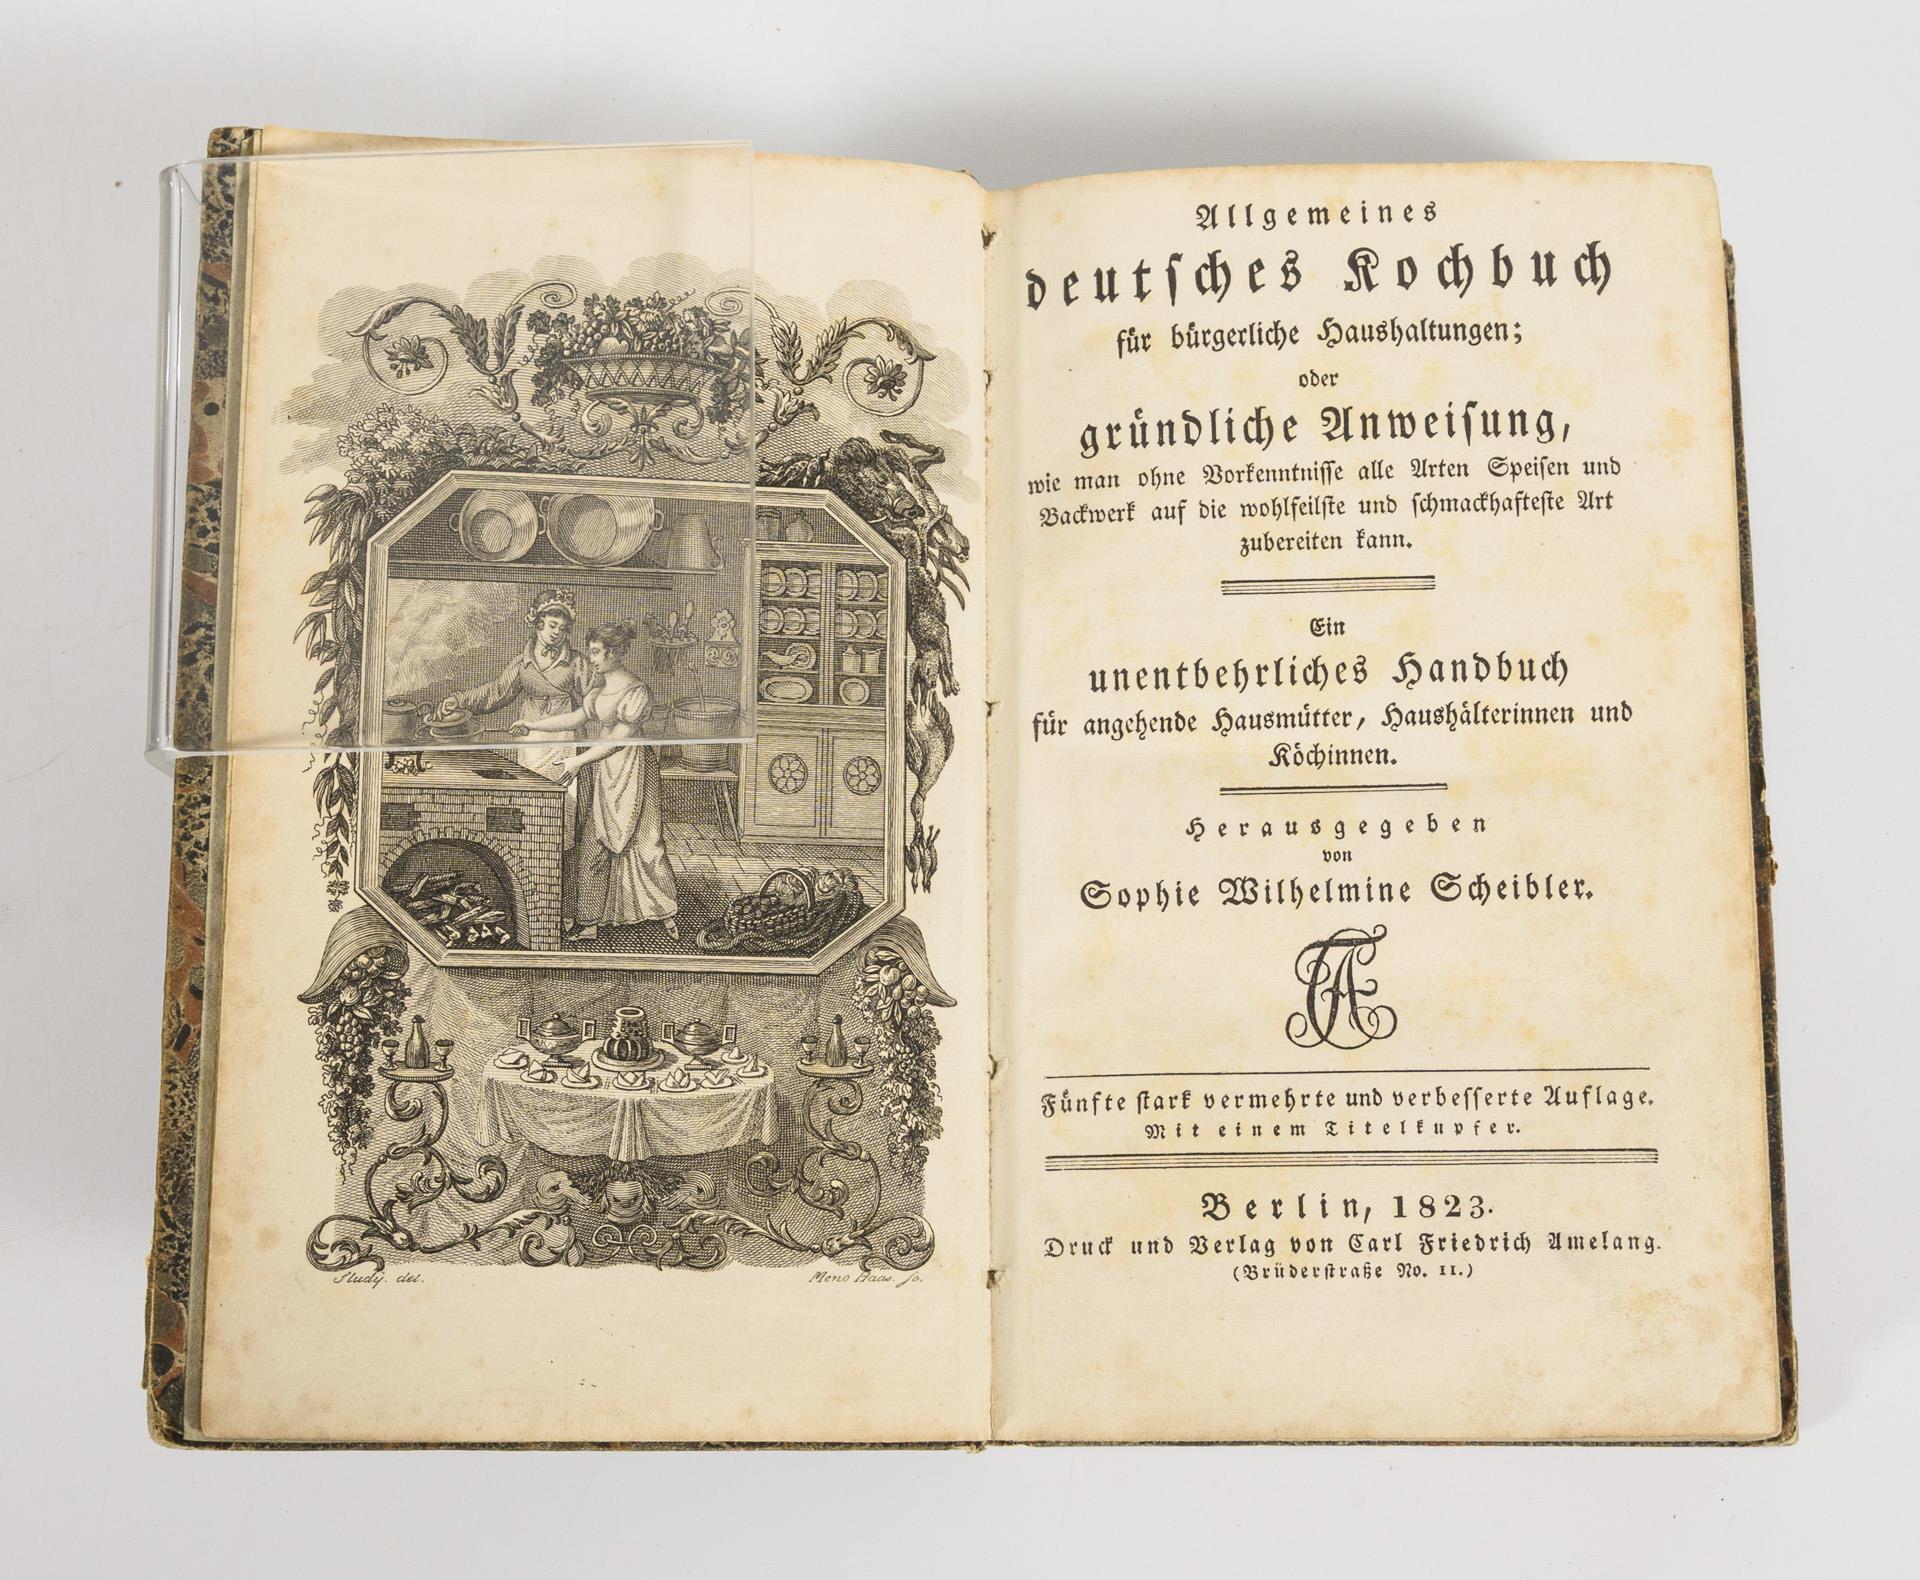 Studÿ. del.
Meno Haas. sc.
Allgemeines
deutsches Kochbuch
für bürgerliche Haushaltungen;
oder
gründliche Anweisung,
wie man ohne Vorkenntnisse alle Arten Speisen und
Backwerk auf die wohlfeilste und schmackhafteste Art
zubereiten kann.
Ein
unentbehrliches Handbuch
für angehende Hausmütter, Haushälterinnen und
Köchinnen.
Herausgegeben
von
Sophie Wilhelmine Scheibler.
Fünfte stark vermehrte und verbesserte Auflage.
Mit einem Titelkupfer.
Berlin, 1823.
Druck und Verlag von Carl Friedrich Amelang.
(Brüderstraße No. 11.)